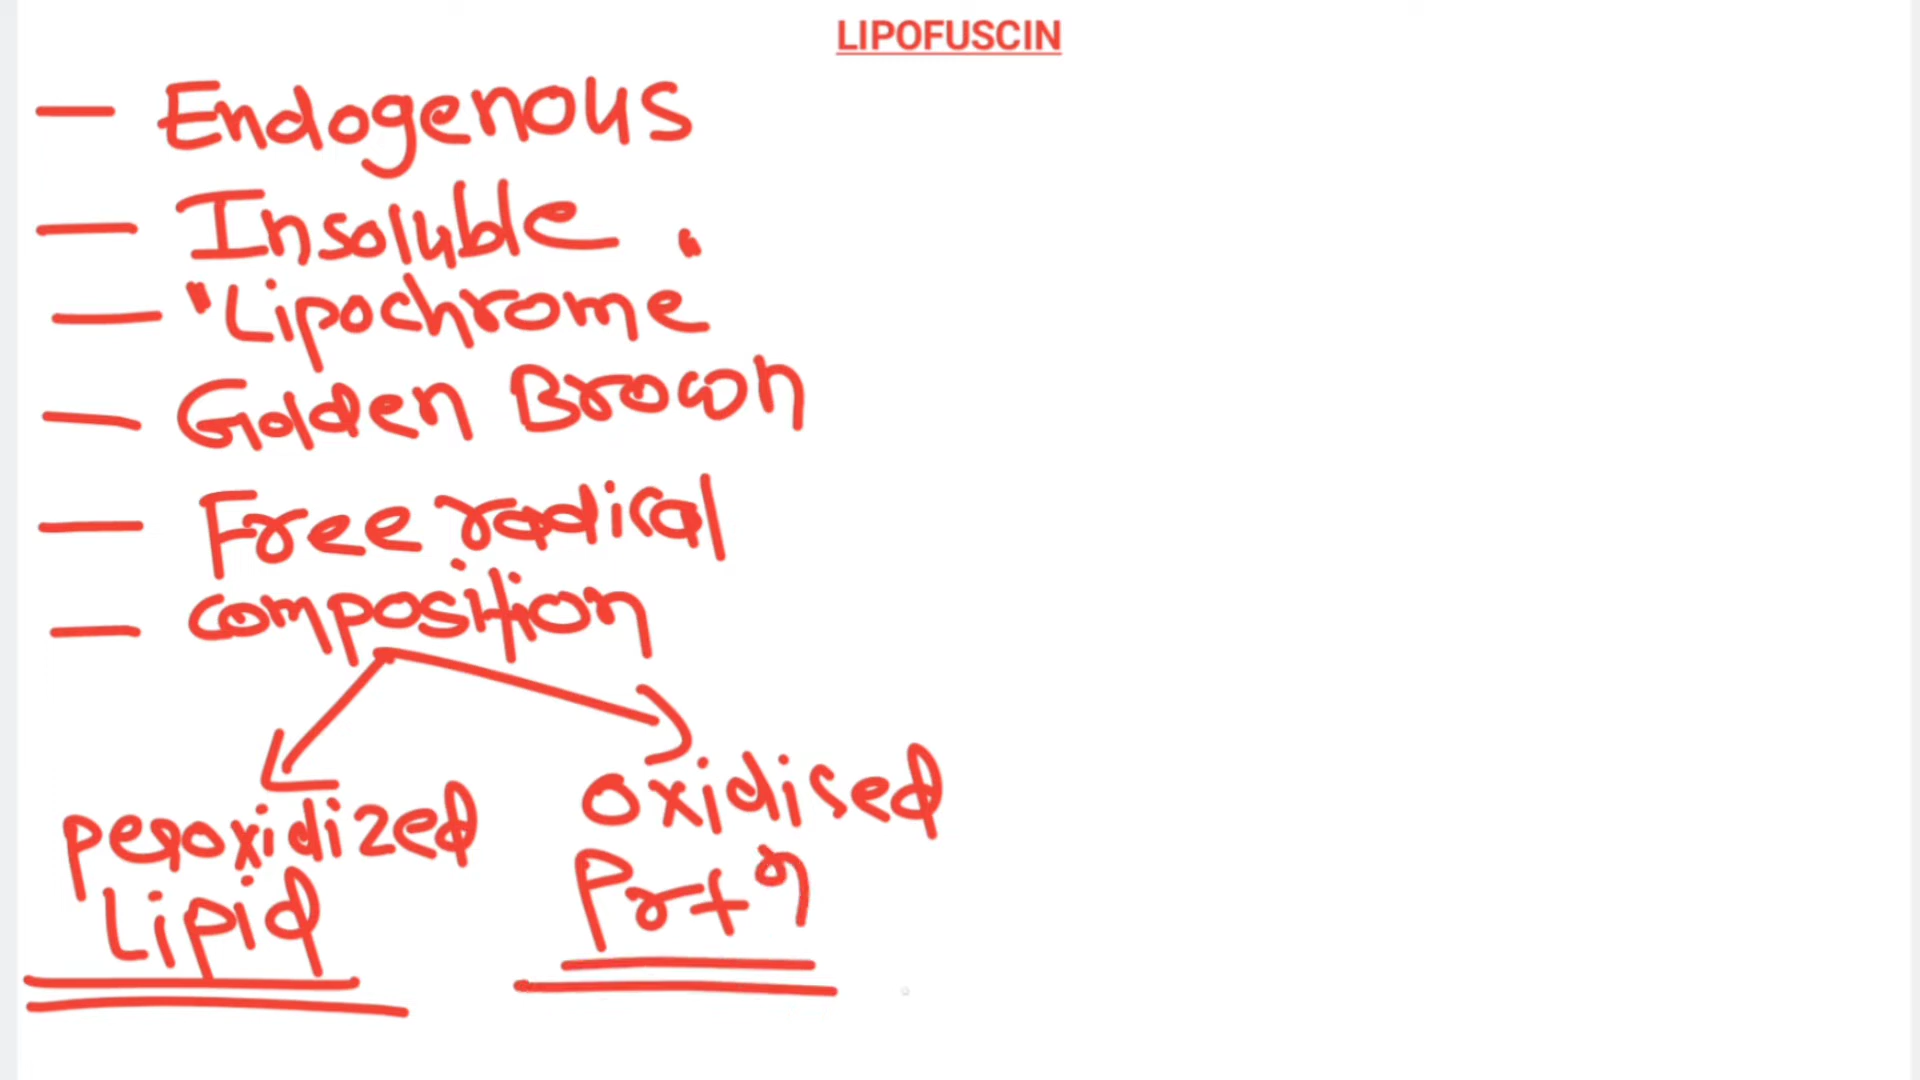 LIPOFUSCIN
— Endogenous
— Insoluble .
— "Lipochrome
— Golden Brown
— Free radical
— composition
peroxidized
Lipid
oxidised
Prtn